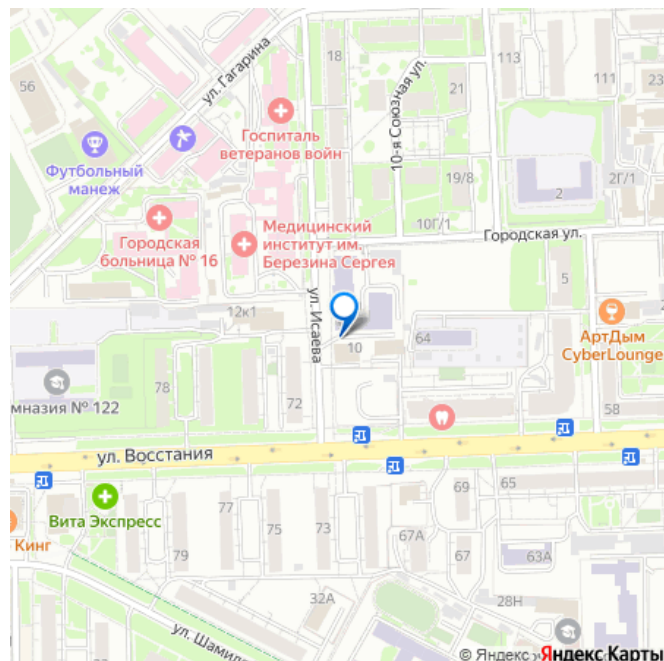 18
113
56
ул. Гагарина
10-я Союзная ул.
21
111
Госпиталь
ветеранов войн
Футбольный
манеж
19/8
2Г/1
2
Городская
больница № 16
Медицинский
институт им.
Березина Сергея
10Г/1
Городская ул.
5
ул. Исаева
12к1
64
10
АртДым
CyberLounge
78
72
мназия № 122
58
ул. Восстания
69
65
Вита Экспресс
77
75
73
67А
67
63А
Кинг
79
32А
28Н
ул. Шамиля
© Яндекс
Яндекс Карты